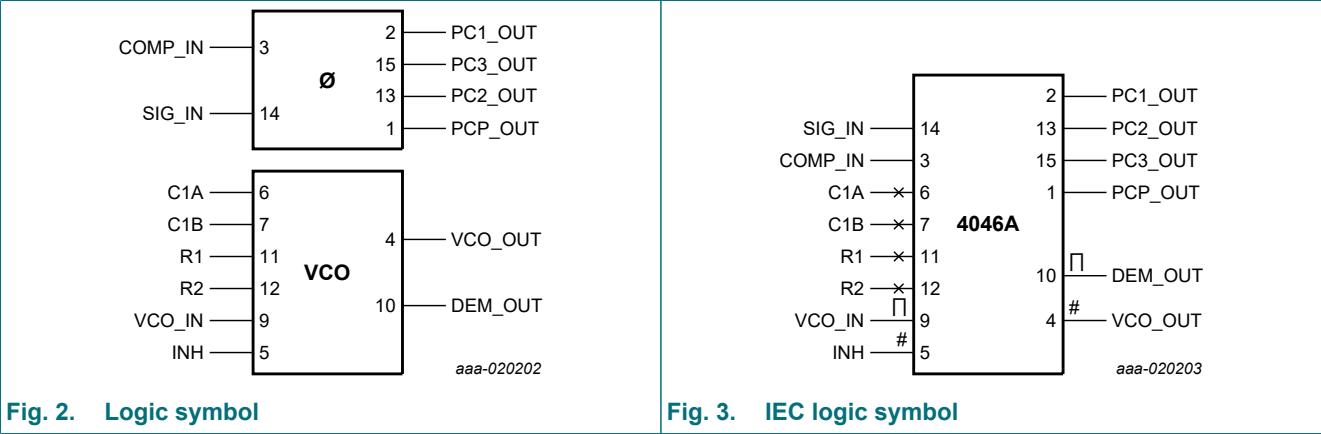 COMP_IN 3
SIG_IN 14
Ø
2 PC1_OUT
15 PC3_OUT
13 PC2_OUT
1 PCP_OUT
C1A 6
C1B 7
R1 11
R2 12
VCO_IN 9
INH 5
VCO
4 VCO_OUT
10 DEM_OUT
aaa-020202
Fig. 2. Logic symbol
SIG_IN 14
COMP_IN 3
C1A 6
C1B 7
R1 11
R2 12
VCO_IN ∏ 9
INH # 5
4046A
2 PC1_OUT
13 PC2_OUT
15 PC3_OUT
1 PCP_OUT
10 ∏ DEM_OUT
4 # VCO_OUT
aaa-020203
Fig. 3. IEC logic symbol